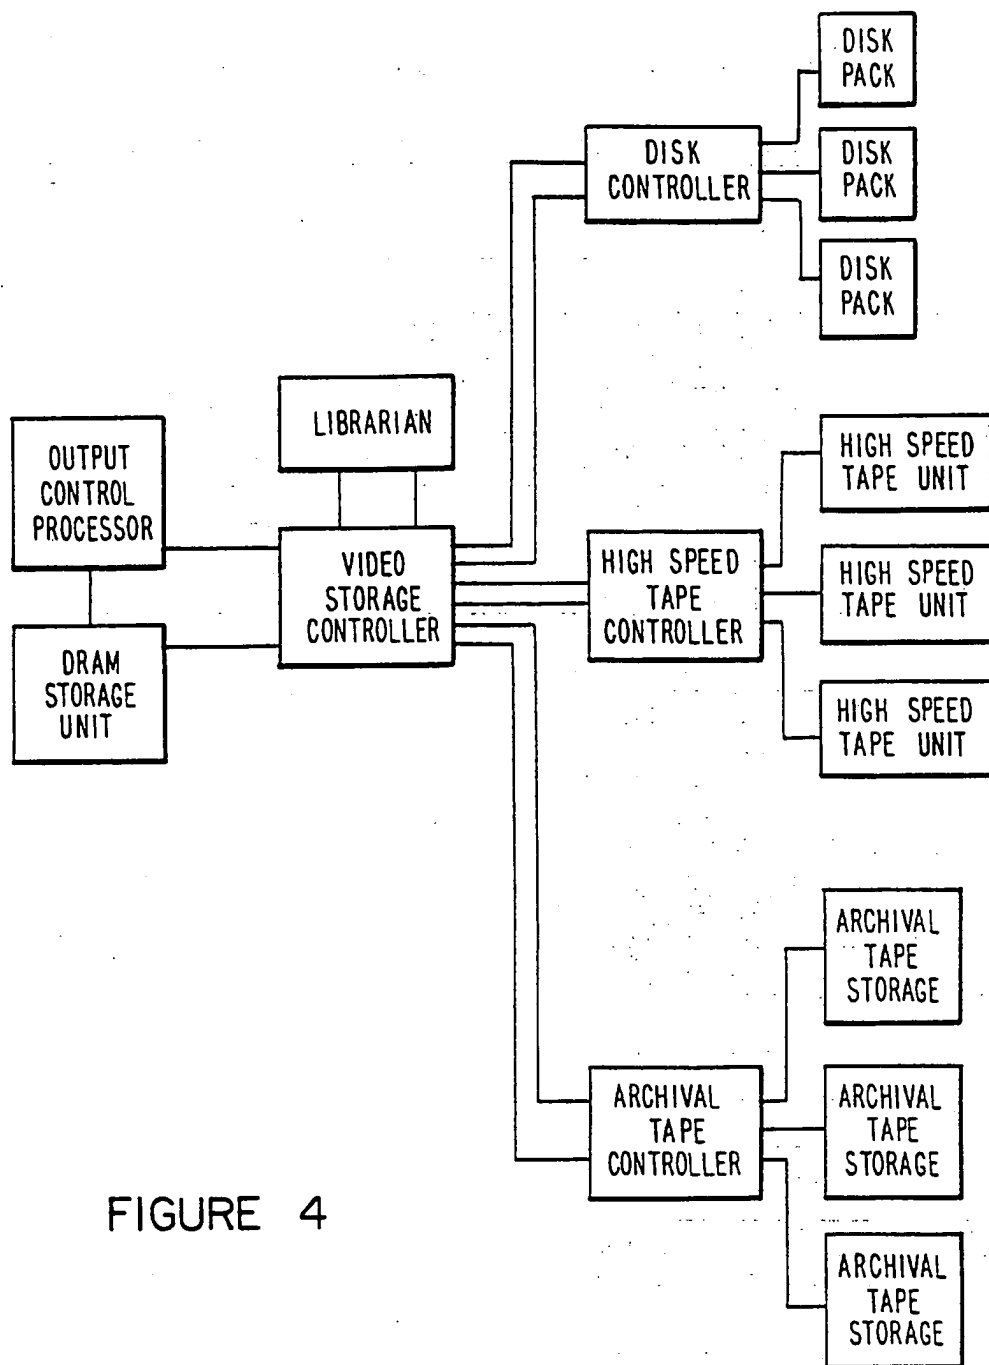 DISK
PACK
DISK
CONTROLLER
DISK
PACK
DISK
PACK
LIBRARIAN
OUTPUT
CONTROL
PROCESSOR
VIDEO
STORAGE
CONTROLLER
DRAM
STORAGE
UNIT
HIGH SPEED
TAPE UNIT
HIGH SPEED
TAPE
CONTROLLER
HIGH SPEED
TAPE UNIT
HIGH SPEED
TAPE UNIT
ARCHIVAL
TAPE
STORAGE
ARCHIVAL
TAPE
CONTROLLER
ARCHIVAL
TAPE
STORAGE
ARCHIVAL
TAPE
STORAGE
FIGURE 4